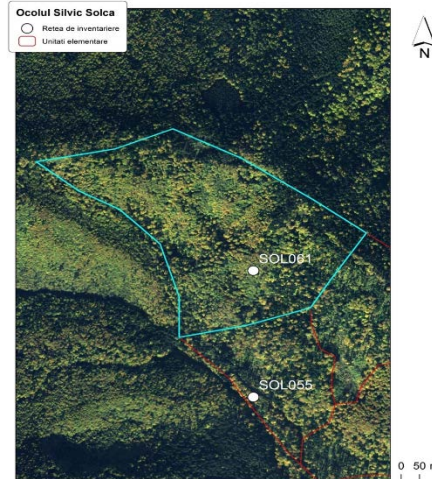 Ocolul Silvic Solca
Retea de inventariere
Unitati elementare
N
SOL061
SOL055
0 50 m